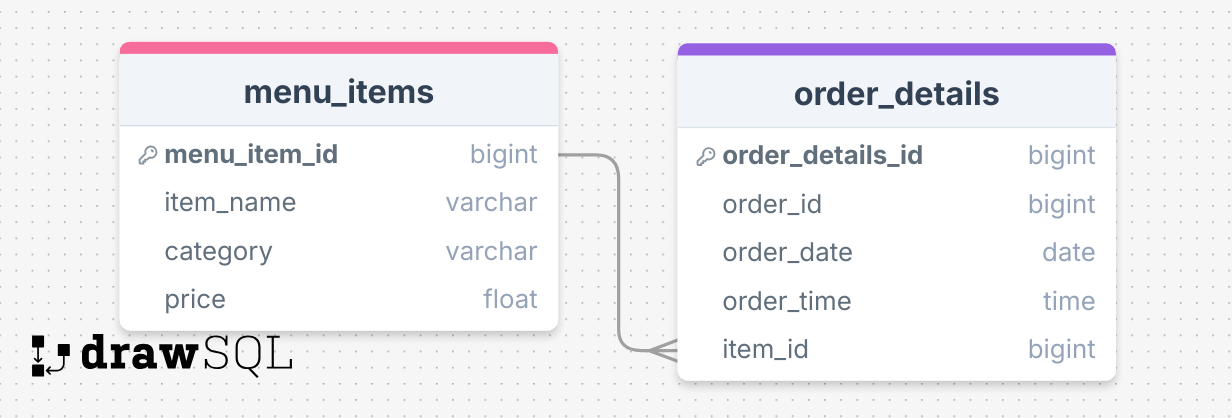 menu_items
menu_item_id bigint
item_name varchar
category varchar
price float
order_details
order_details_id bigint
order_id bigint
order_date date
order_time time
item_id bigint
drawSQL